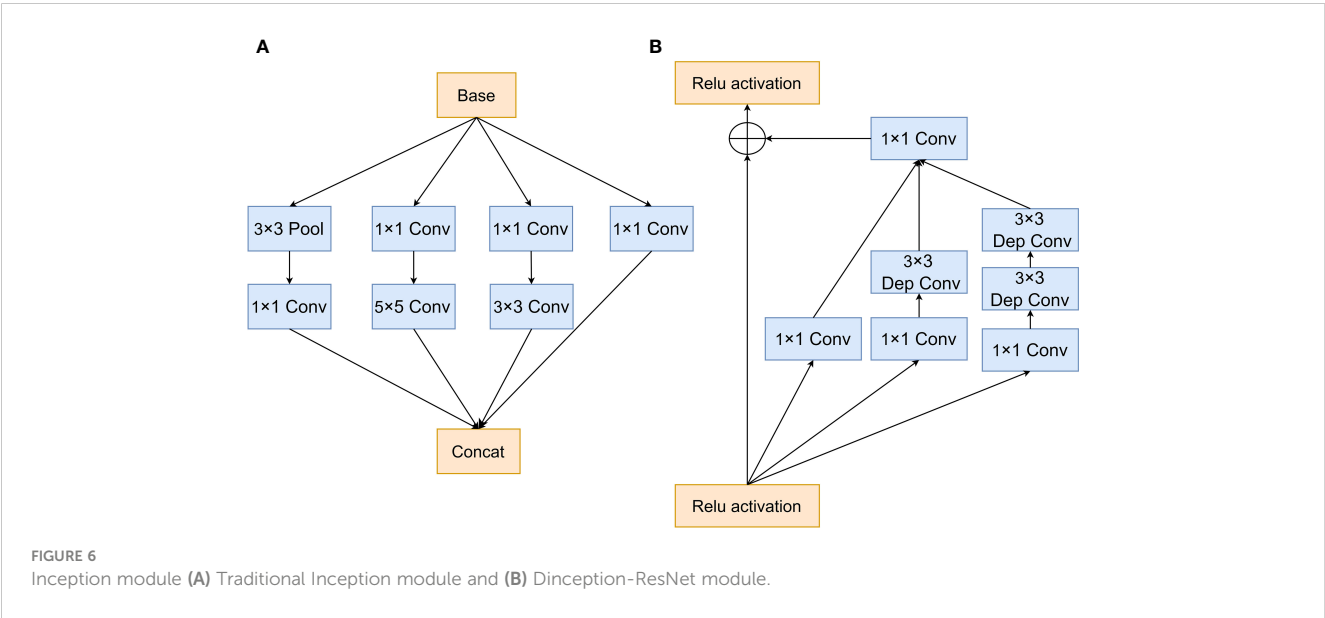 A
Base
3×3 Pool
1×1 Conv
1×1 Conv
1×1 Conv
1×1 Conv
5×5 Conv
3×3 Conv
Concat
B
Relu activation
1×1 Conv
3×3
Dep Conv
3×3
Dep Conv
3×3
Dep Conv
1×1 Conv
1×1 Conv
1×1 Conv
Relu activation
FIGURE 6
Inception module (A) Traditional Inception module and (B) Dinception-ResNet module.